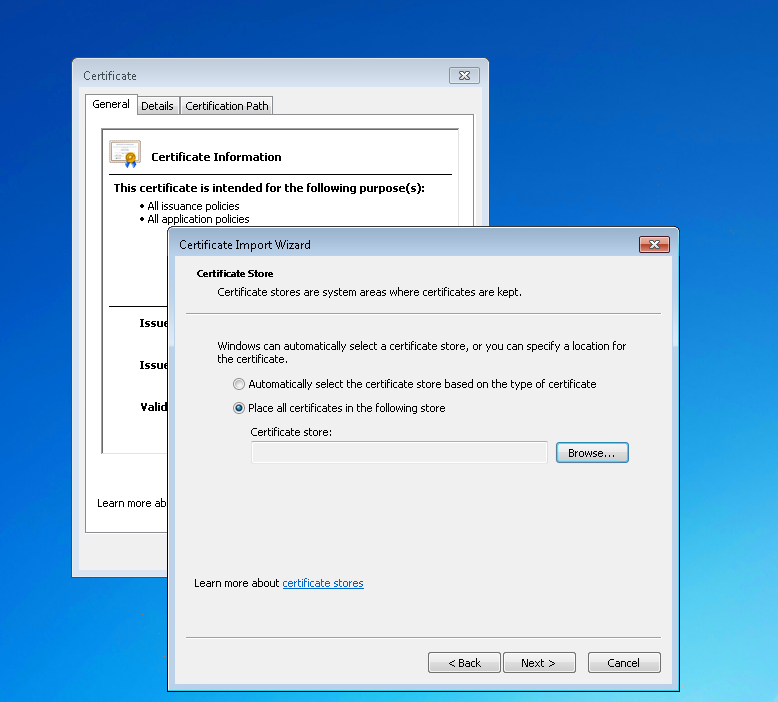 Certificate
General
Details
Certification Path
Certificate Information
This certificate is intended for the following purpose(s):
• All issuance policies
• All application policies
Issue
Issue
Valid
Learn more ab
Certificate Import Wizard
Certificate Store
Certificate stores are system areas where certificates are kept.
Windows can automatically select a certificate store, or you can specify a location for
the certificate.
Automatically select the certificate store based on the type of certificate
Place all certificates in the following store
Certificate store:
Browse...
Learn more about certificate stores
< Back
Next >
Cancel